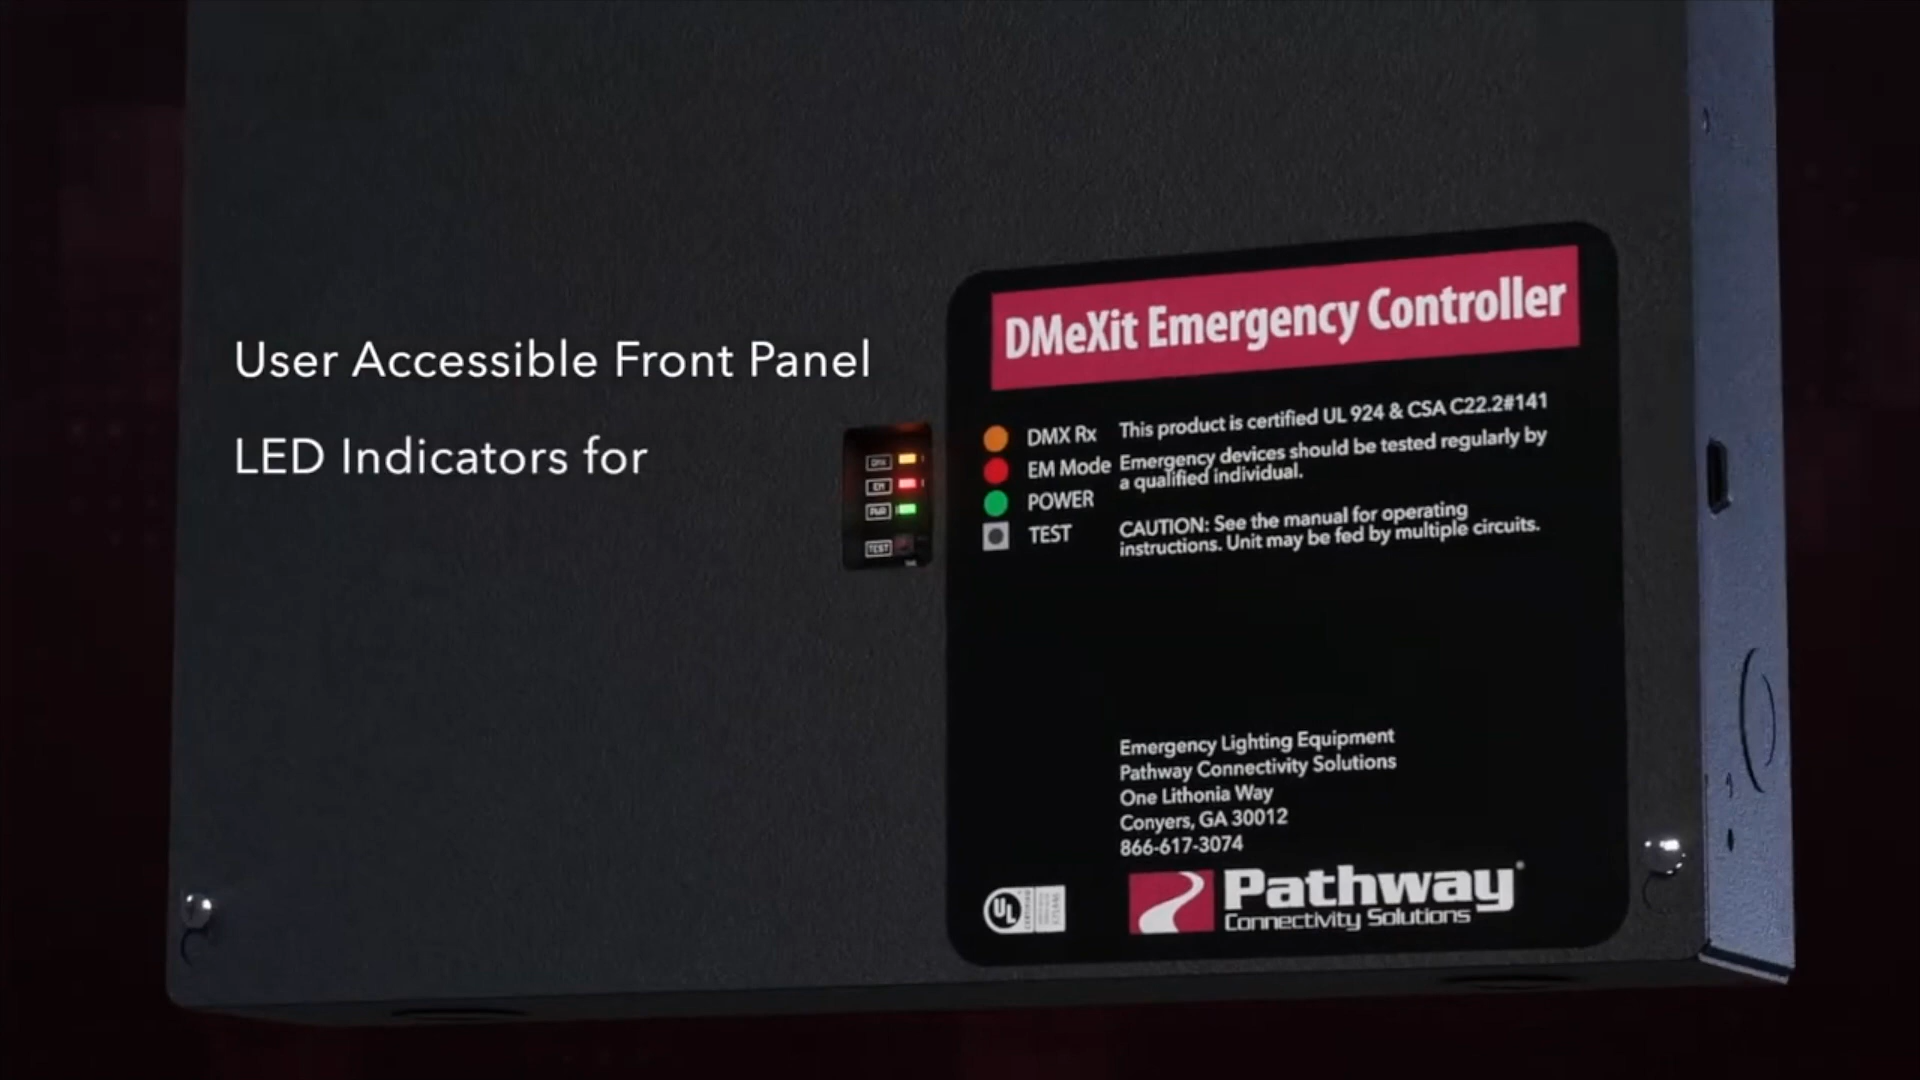 User Accessible Front Panel
LED Indicators for
DMX
EM
PWR
TEST
DMeXit Emergency Controller
DMX Rx
EM Mode
POWER
TEST
This product is certified UL 924 & CSA C22.2#141
Emergency devices should be tested regularly by
a qualified individual.
CAUTION: See the manual for operating
instructions. Unit may be fed by multiple circuits.
Emergency Lighting Equipment
Pathway Connectivity Solutions
One Lithonia Way
Conyers, GA 30012
866-617-3074
UL
Pathway
Connectivity Solutions